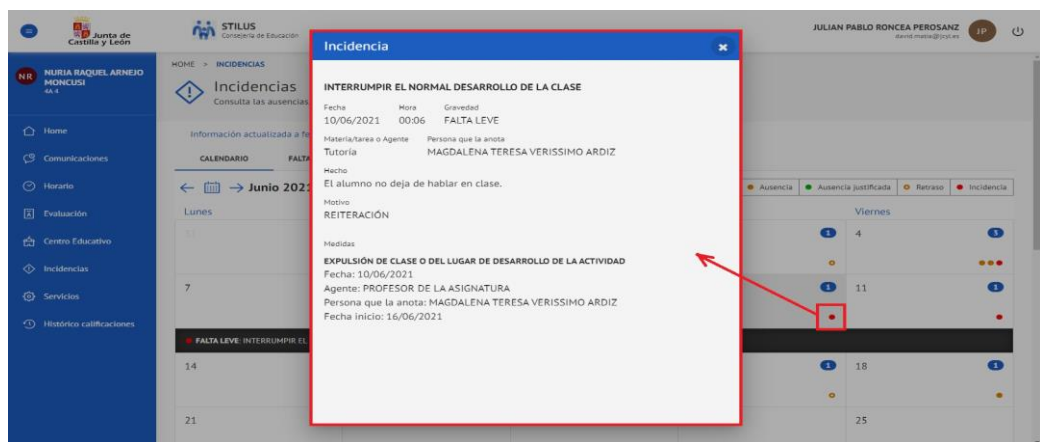 Junta de
Castilla y León
STILUS
Consejería de Educación
JULIAN PABLO RONCEA PEROSANZ
JP
NR
NURIA RAQUEL ARNEJO
MONCUSI
4A 4
Home
Comunicaciones
Horario
Evaluación
Centro Educativo
Incidencias
Servicios
Histórico calificaciones
HOME > INCIDENCIAS
Incidencias
Consulta las ausencias
Información actualizada a fe
CALENDARIO FALTA
Junio 2021
Ausencia Ausencia justificada Retraso Incidencia
Lunes Viernes
1 4 3
7 1 11 1
FALTA LEVE: INTERRUMPIR EL
14 1 18 1
21 25
Incidencia
INTERRUMPIR EL NORMAL DESARROLLO DE LA CLASE
Fecha Hora Gravedad
10/06/2021 00:06 FALTA LEVE
Materia/tarea o Agente Persona que la anota
Tutoría MAGDALENA TERESA VERISSIMO ARDIZ
Hecho
El alumno no deja de hablar en clase.
Motivo
REITERACIÓN
Medidas
EXPULSIÓN DE CLASE O DEL LUGAR DE DESARROLLO DE LA ACTIVIDAD
Fecha: 10/06/2021
Agente: PROFESOR DE LA ASIGNATURA
Persona que la anota: MAGDALENA TERESA VERISSIMO ARDIZ
Fecha inicio: 16/06/2021